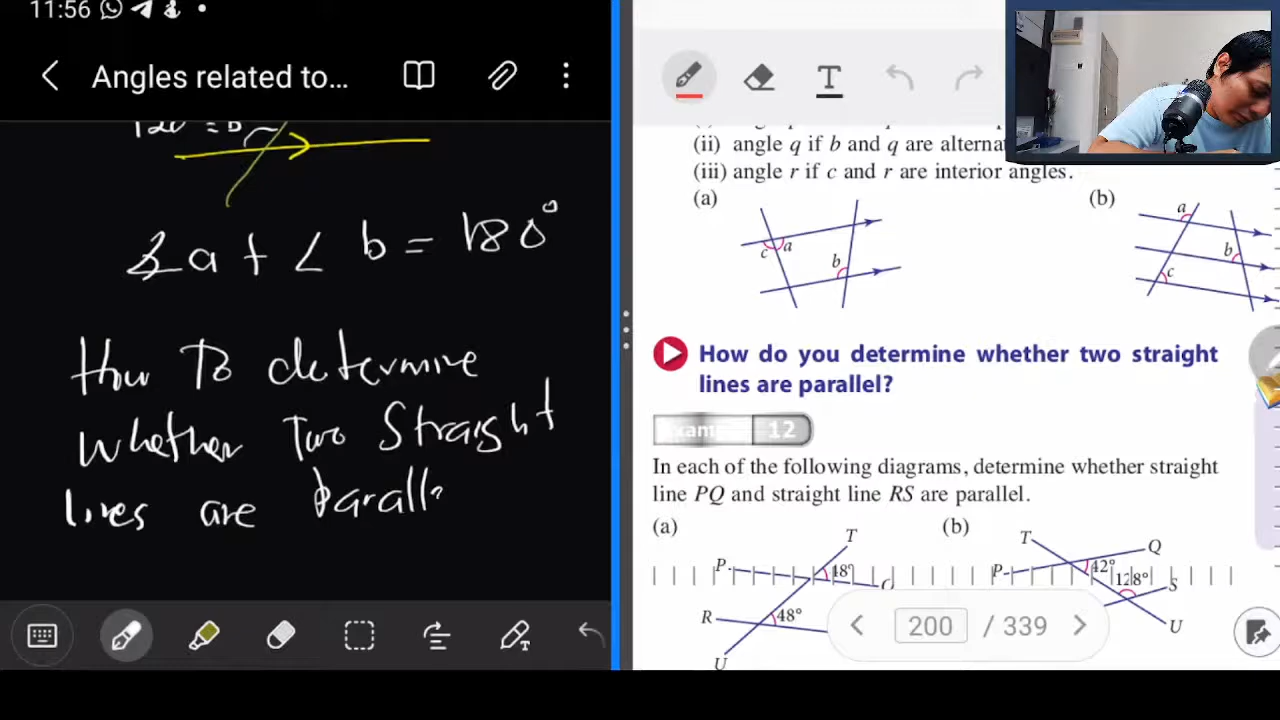 11:56
Angles related to...
120 = b
∠a + ∠b = 180°
How To determine
whether Two Straight
lines are parall
(ii) angle q if b and q are alterna
(iii) angle r if c and r are interior angles.
(a)
(b)
c a
b
a
b
c
How do you determine whether two straight
lines are parallel?
Example 12
In each of the following diagrams, determine whether straight
line PQ and straight line RS are parallel.
(a)
(b)
T
P
48°
Q
R
48°
U
T
Q
P
42°
128°
S
U
200 / 339